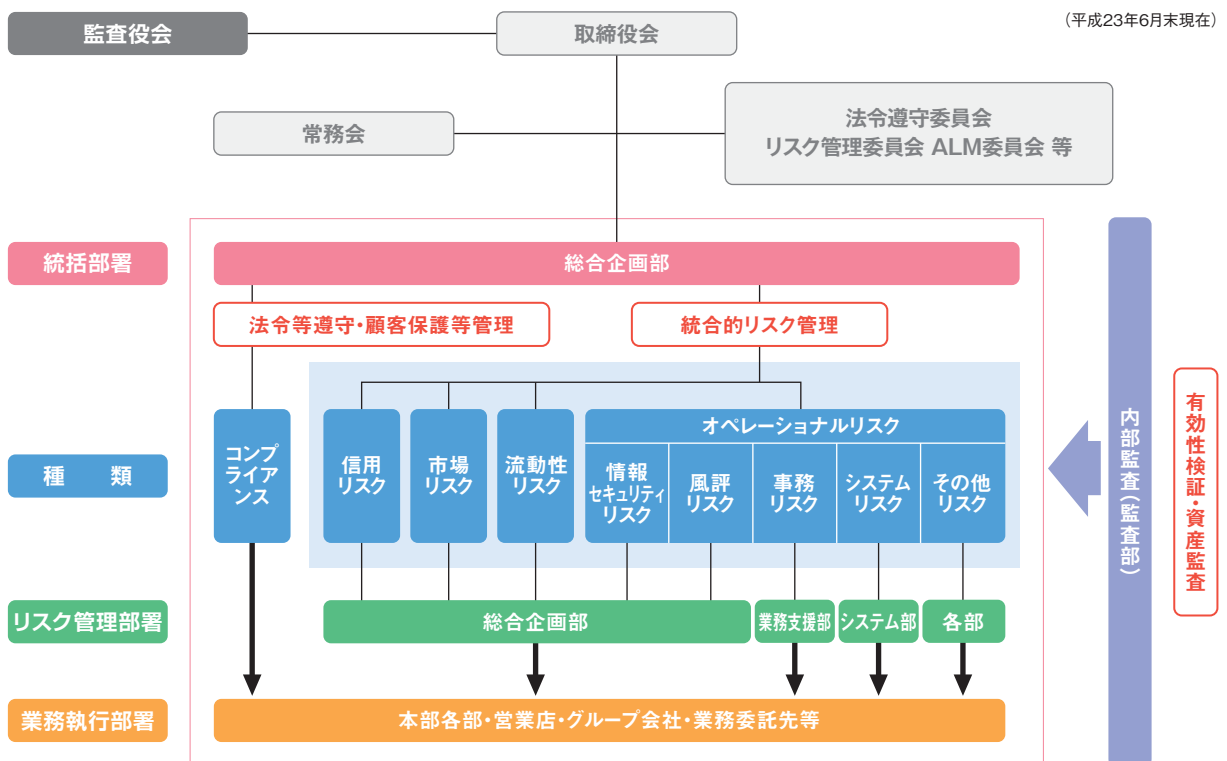 (平成23年6月末現在)
監査役会
取締役会
常務会
法令遵守委員会
リスク管理委員会 ALM委員会 等
統括部署
総合企画部
法令等遵守・顧客保護等管理
統合的リスク管理
種　類
コンプ
ライア
ンス
信用
リスク
市場
リスク
流動性
リスク
オペレーショナルリスク
情報
セキュリティ
リスク
風評
リスク
事務
リスク
システム
リスク
その他
リスク
内部監査(監査部)
有効性検証・資産監査
リスク管理部署
総合企画部
業務支援部
システム部
各部
業務執行部署
本部各部・営業店・グループ会社・業務委託先等